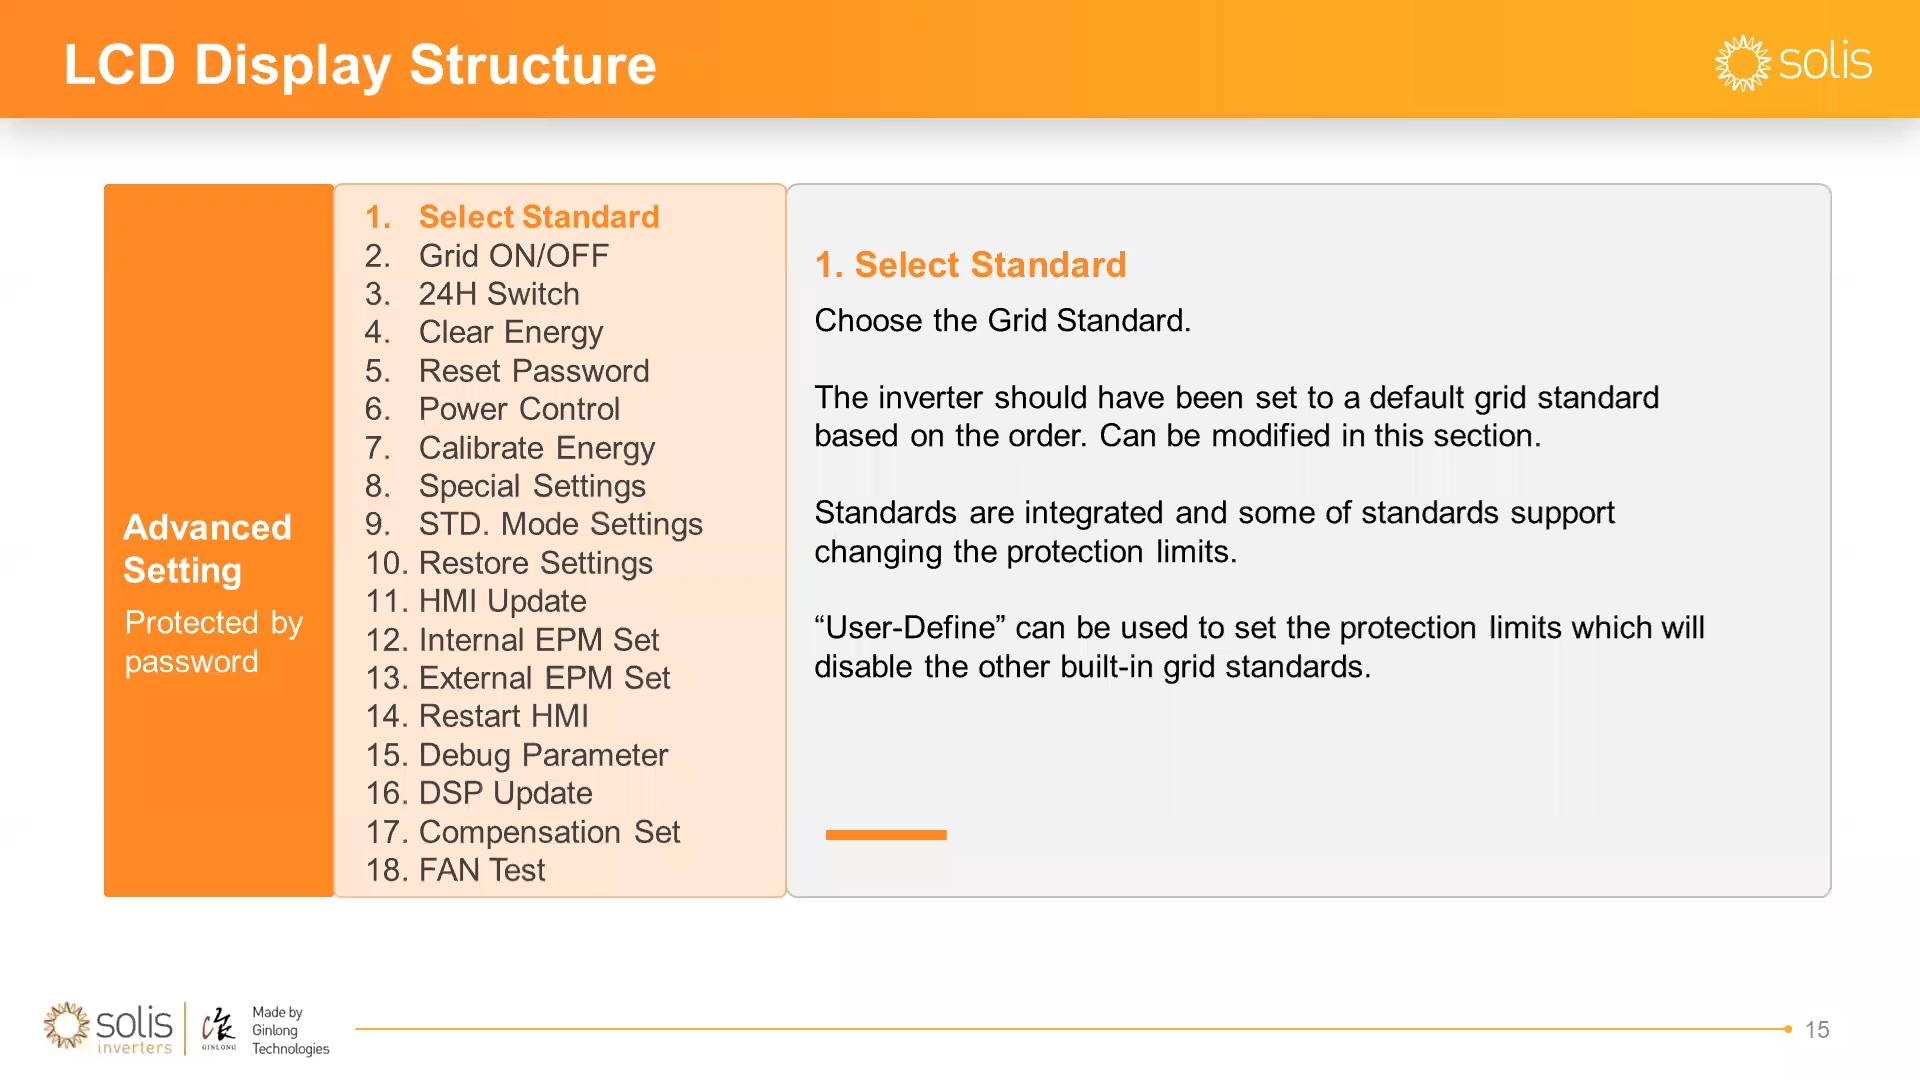 LCD Display Structure
solis
Advanced
Setting
Protected by
password
1. Select Standard
2. Grid ON/OFF
3. 24H Switch
4. Clear Energy
5. Reset Password
6. Power Control
7. Calibrate Energy
8. Special Settings
9. STD. Mode Settings
10. Restore Settings
11. HMI Update
12. Internal EPM Set
13. External EPM Set
14. Restart HMI
15. Debug Parameter
16. DSP Update
17. Compensation Set
18. FAN Test
1. Select Standard
Choose the Grid Standard.
The inverter should have been set to a default grid standard
based on the order. Can be modified in this section.
Standards are integrated and some of standards support
changing the protection limits.
“User-Define” can be used to set the protection limits which will
disable the other built-in grid standards.
solis
inverters
GINLONG
Made by
Ginlong
Technologies
15